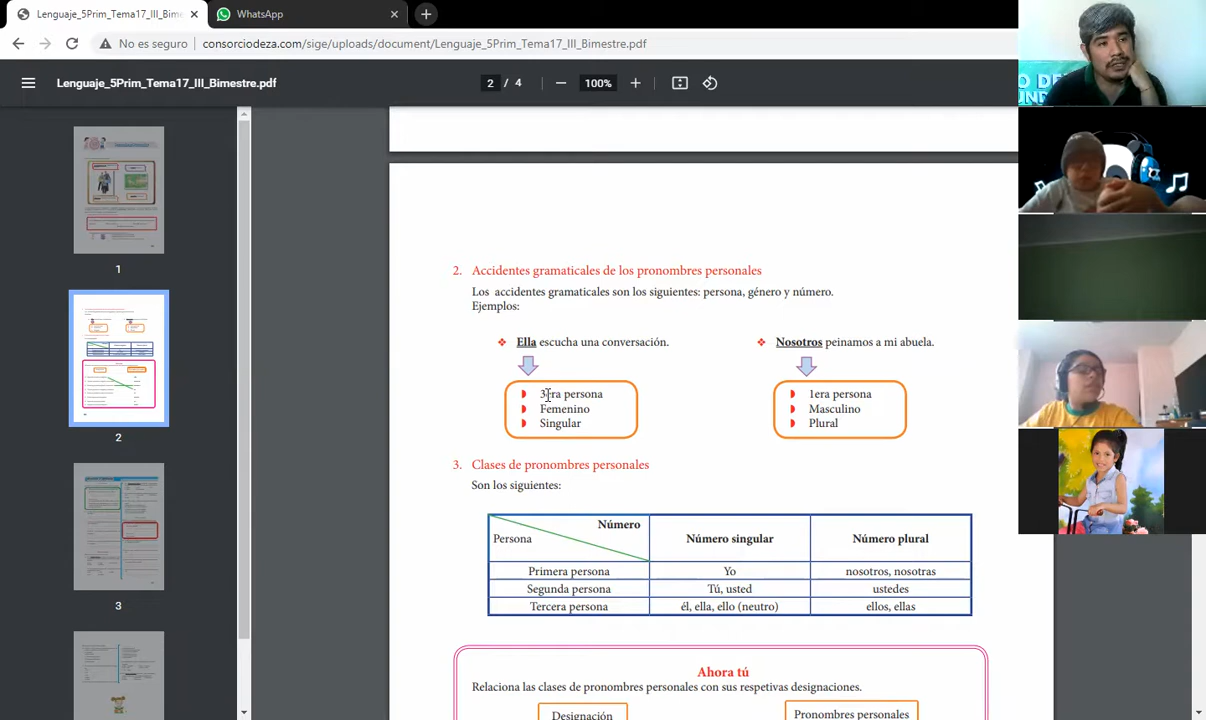 Lenguaje_5Prim_Tema17_III_Bime
WhatsApp
No es seguro
consorciodeza.com/sige/uploads/document/Lenguaje_5Prim_Tema17_III_Bimestre.pdf
Lenguaje_5Prim_Tema17_III_Bimestre.pdf
2 / 4
100%
1
2
3
2. Accidentes gramaticales de los pronombres personales
Los accidentes gramaticales son los siguientes: persona, género y número.
Ejemplos:
Ella escucha una conversación.
3era persona
Femenino
Singular
Nosotros peinamos a mi abuela.
1era persona
Masculino
Plural
3. Clases de pronombres personales
Son los siguientes:
Número
Persona
Número singular
Número plural
Primera persona
Yo
nosotros, nosotras
Segunda persona
Tú, usted
ustedes
Tercera persona
él, ella, ello (neutro)
ellos, ellas
Ahora tú
Relaciona las clases de pronombres personales con sus respetivas designaciones.
Designación
Pronombres personales